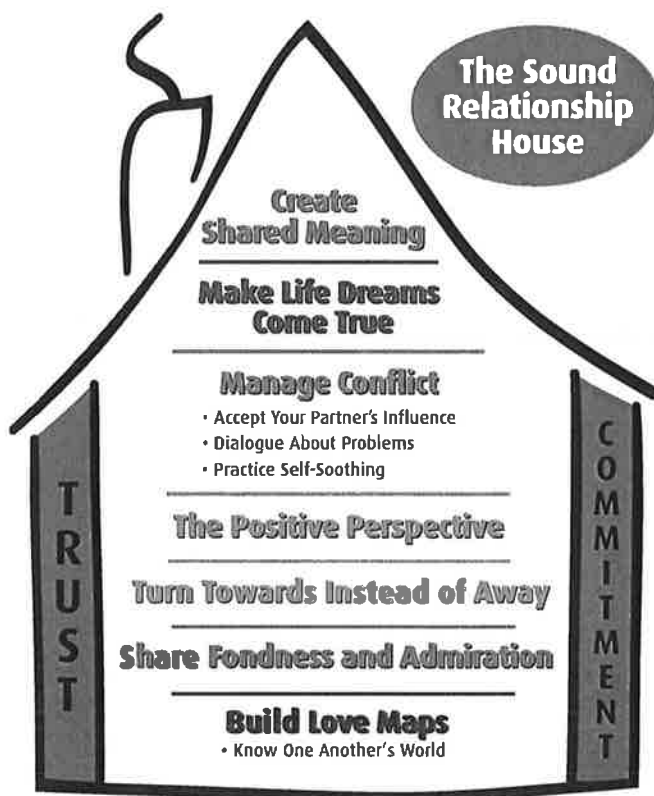 The Sound
Relationship
House
Create
Shared Meaning
Make Life Dreams
Come True
Manage Conflict
• Accept Your Partner's Influence
• Dialogue About Problems
• Practice Self-Soothing
The Positive Perspective
Turn Towards Instead of Away
Share Fondness and Admiration
Build Love Maps
• Know One Another's World
TRUST
COMMITMENT